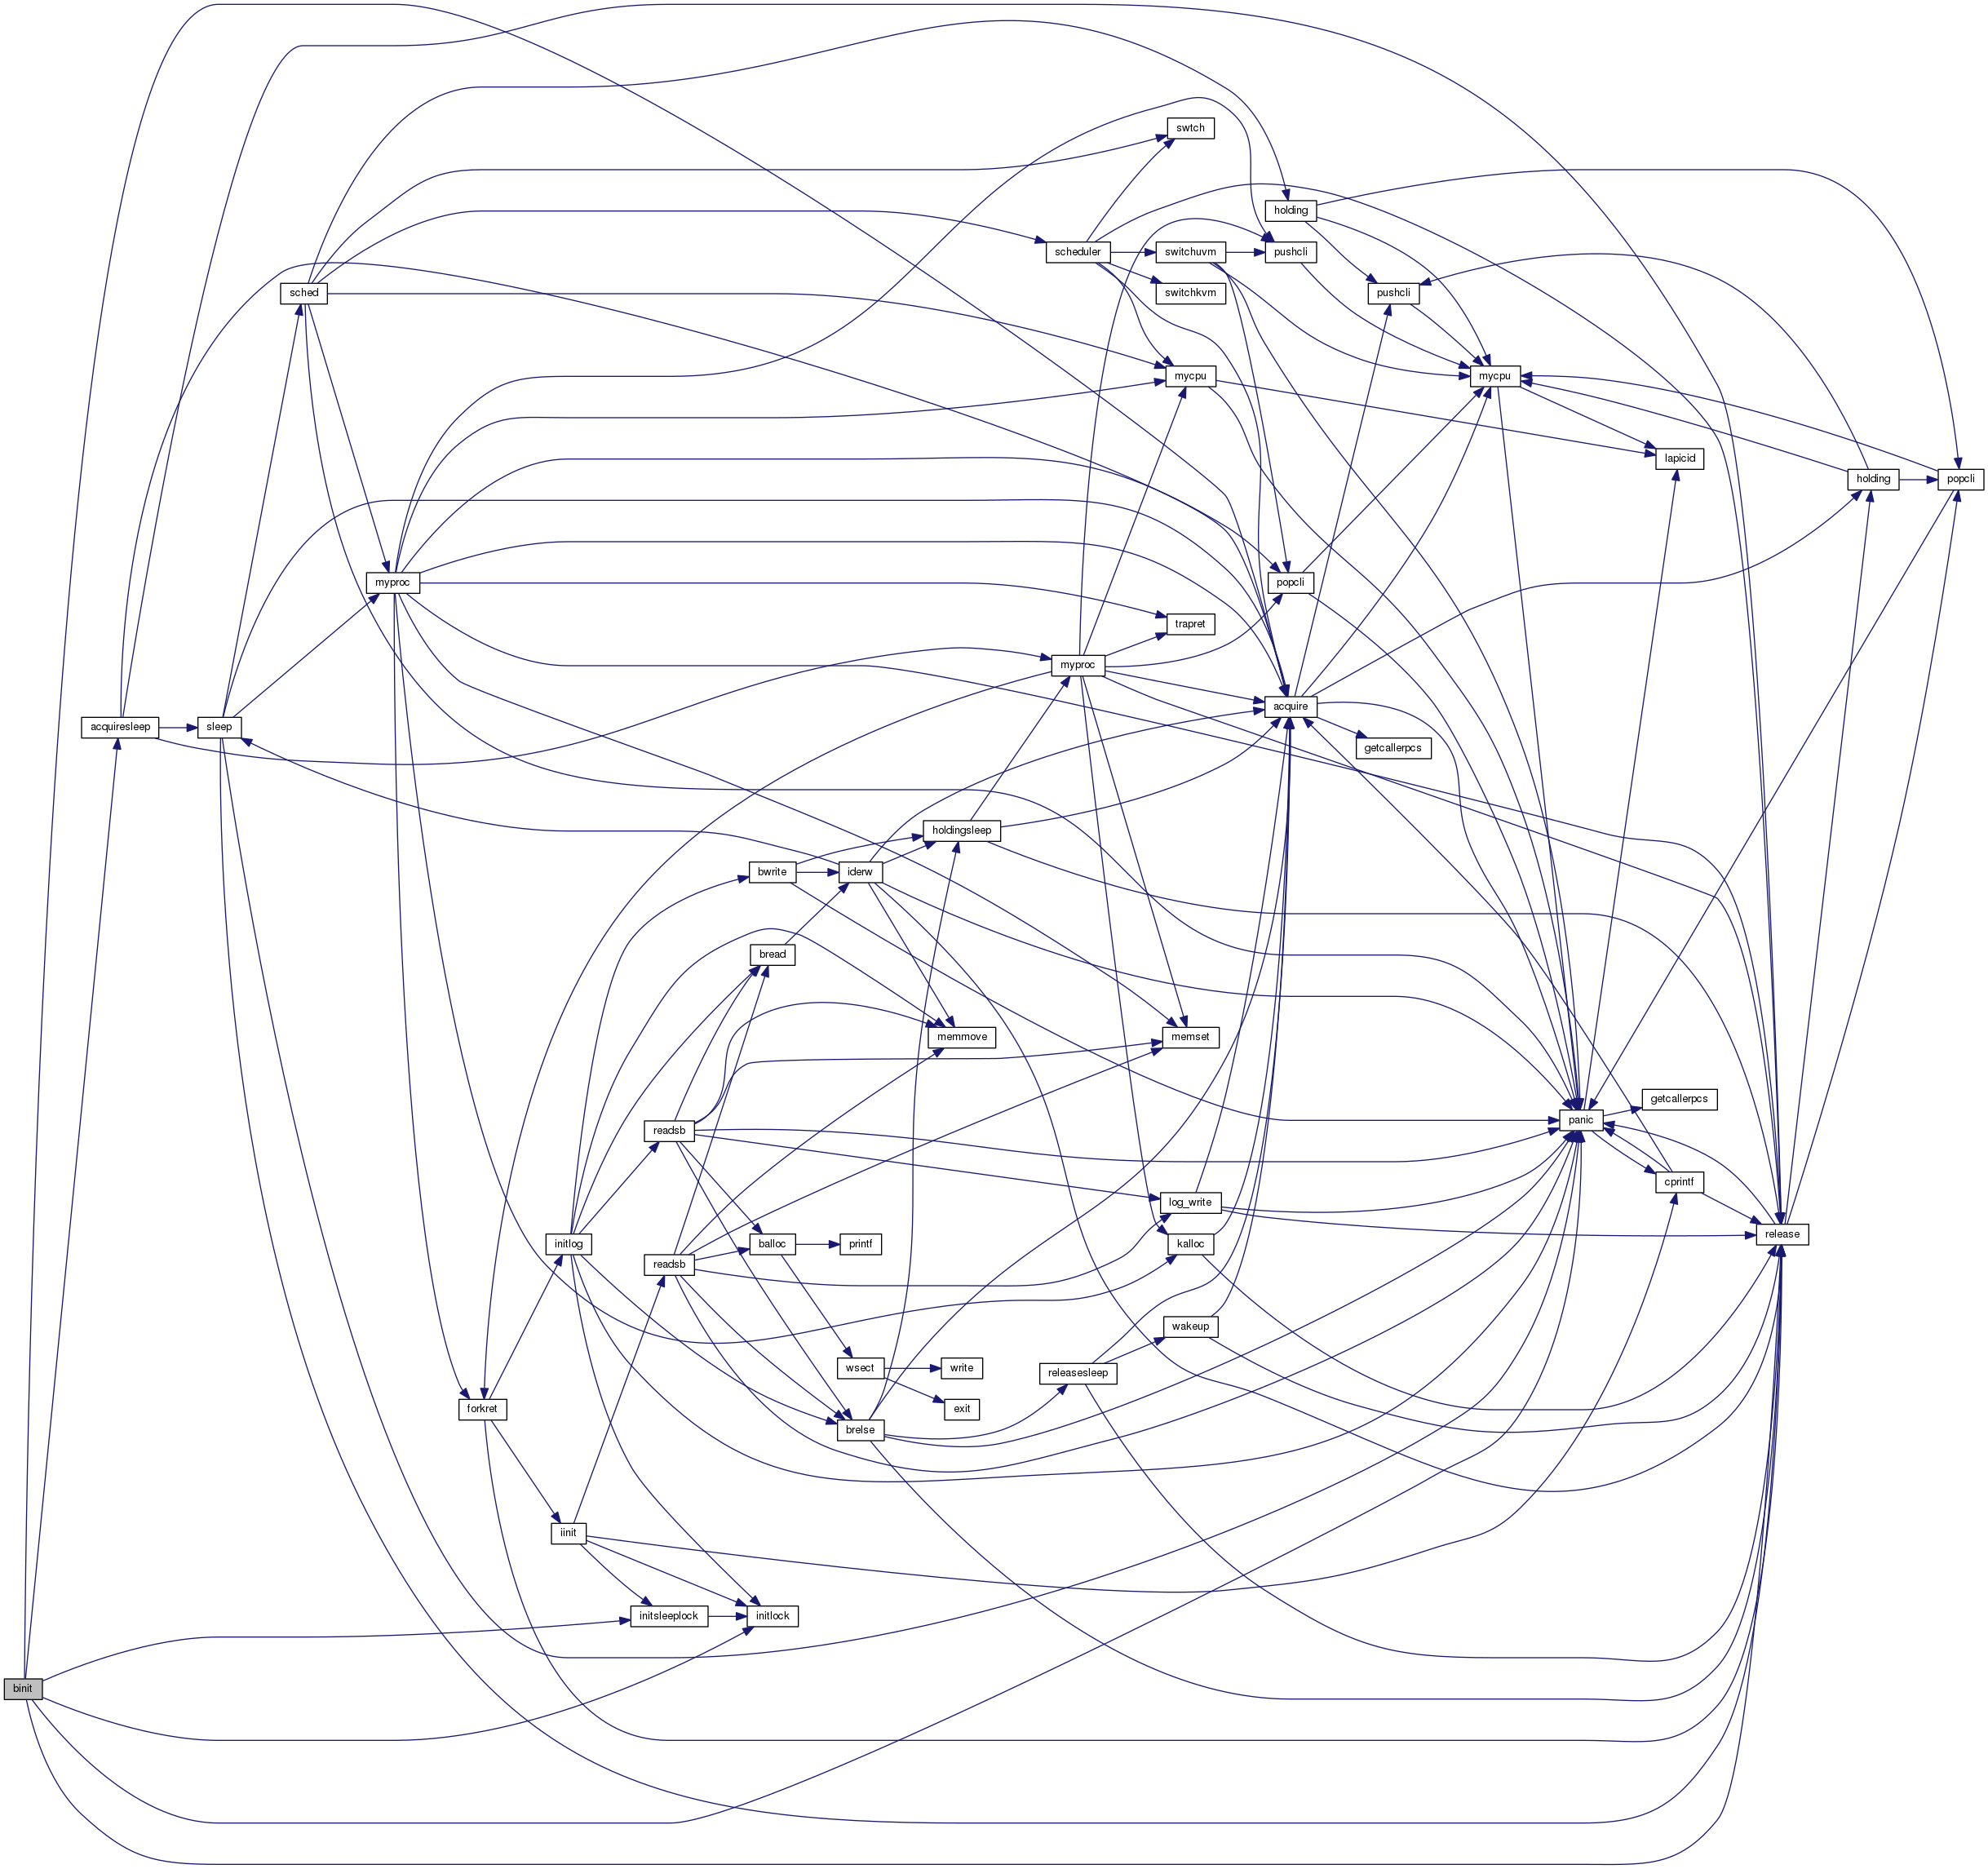 swtch
holding
scheduler
switchuvm
pushcli
switchkvm
sched
pushcli
mycpu
mycpu
lapicid
holding
popcli
myproc
popcli
trapret
myproc
acquire
acquiresleep
sleep
getcallerpcs
holdingsleep
bwrite
iderw
bread
memmove
memset
getcallerpcs
readsb
panic
cprintf
log_write
release
initlog
balloc
printf
kalloc
readsb
wakeup
wsect
write
releasesleep
forkret
exit
brelse
iinit
initsleeplock
initlock
binit